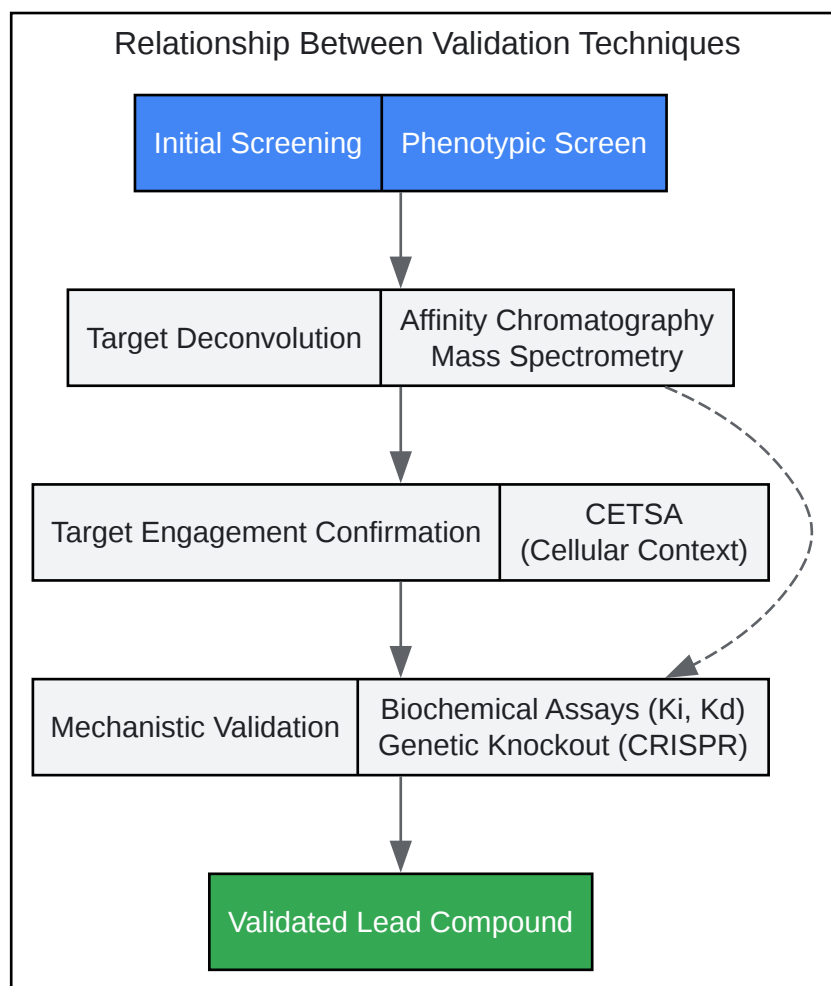 Relationship Between Validation Techniques
Initial Screening
Phenotypic Screen
Target Deconvolution
Affinity Chromatography
Mass Spectrometry
Target Engagement Confirmation
CETSA
(Cellular Context)
Mechanistic Validation
Biochemical Assays (Ki, Kd)
Genetic Knockout (CRISPR)
Validated Lead Compound